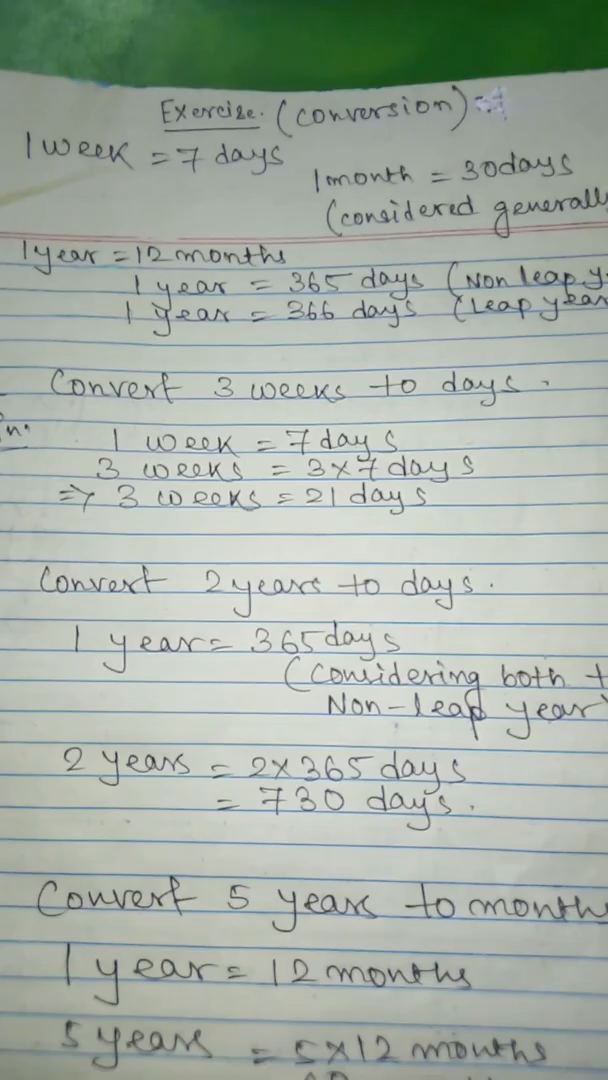 Exercise. (conversion)
1 week = 7 days
1 month = 30 days
(considered generall
1 year = 12 months
1 year = 365 days (Non leap y
1 year = 366 days (Leap year
Convert 3 weeks to days.
n.
1 week = 7 days
3 weeks = 3×7 days
=> 3 weeks = 21 days
Convert 2 years to days.
1 year = 365 days
(Considering both t
Non-leap year)
2 years = 2×365 days
= 730 days.
Convert 5 years to months
1 year = 12 months
5 years = 5×12 months